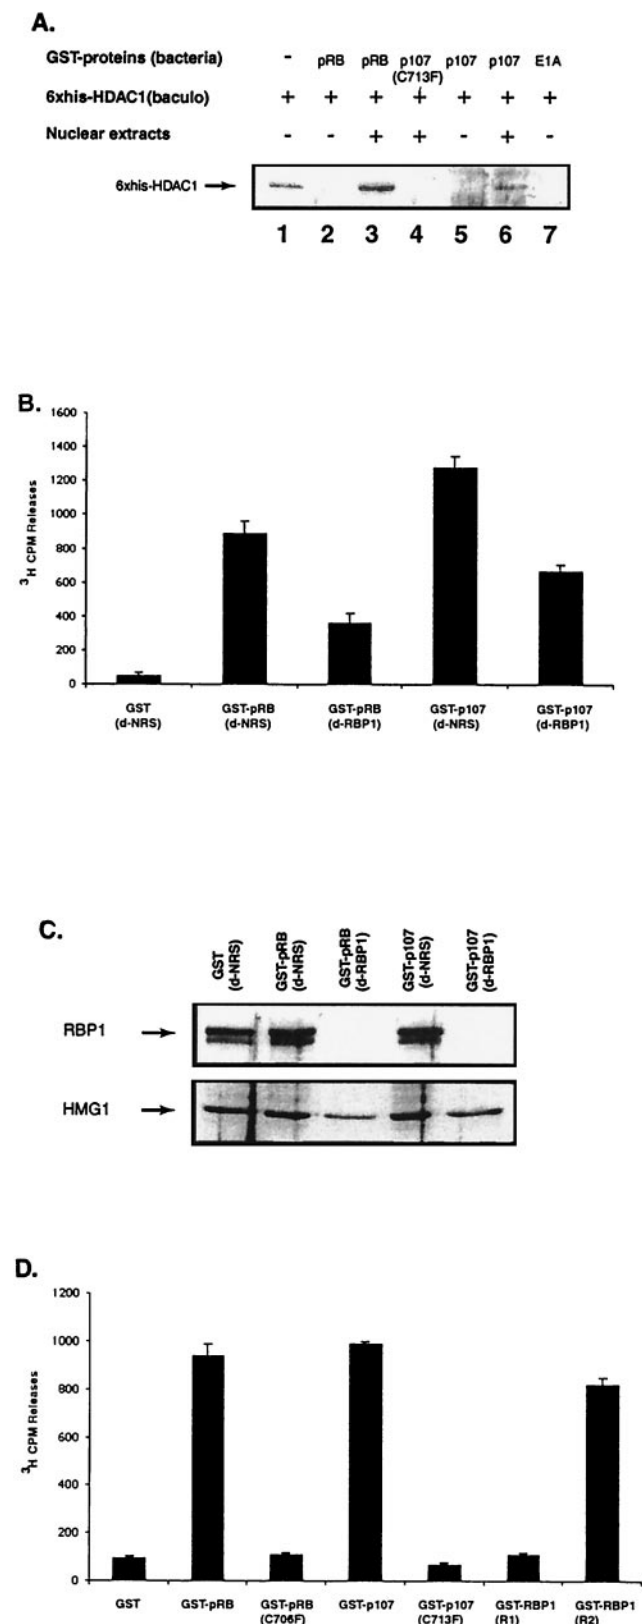 A.
GST-proteins (bacteria) - pRB pRB p107 (C713F) p107 p107 E1A
6xhis-HDAC1(baculo) + + + + + + +
Nuclear extracts - - + + - + -
6xhis-HDAC1
1 2 3 4 5 6 7
B.
1600
1400
1200
1000
800
600
400
200
0
³H CPM Releases
GST (d-NRS)
GST-pRB (d-NRS)
GST-pRB (d-RBP1)
GST-p107 (d-NRS)
GST-p107 (d-RBP1)
C.
GST (d-NRS)
GST-pRB (d-NRS)
GST-pRB (d-RBP1)
GST-p107 (d-NRS)
GST-p107 (d-RBP1)
RBP1
HMG1
D.
1200
1000
800
600
400
200
0
³H CPM Releases
GST
GST-pRB
GST-pRB (C706F)
GST-p107
GST-p107 (C713F)
GST-RBP1 (R1)
GST-RBP1 (R2)